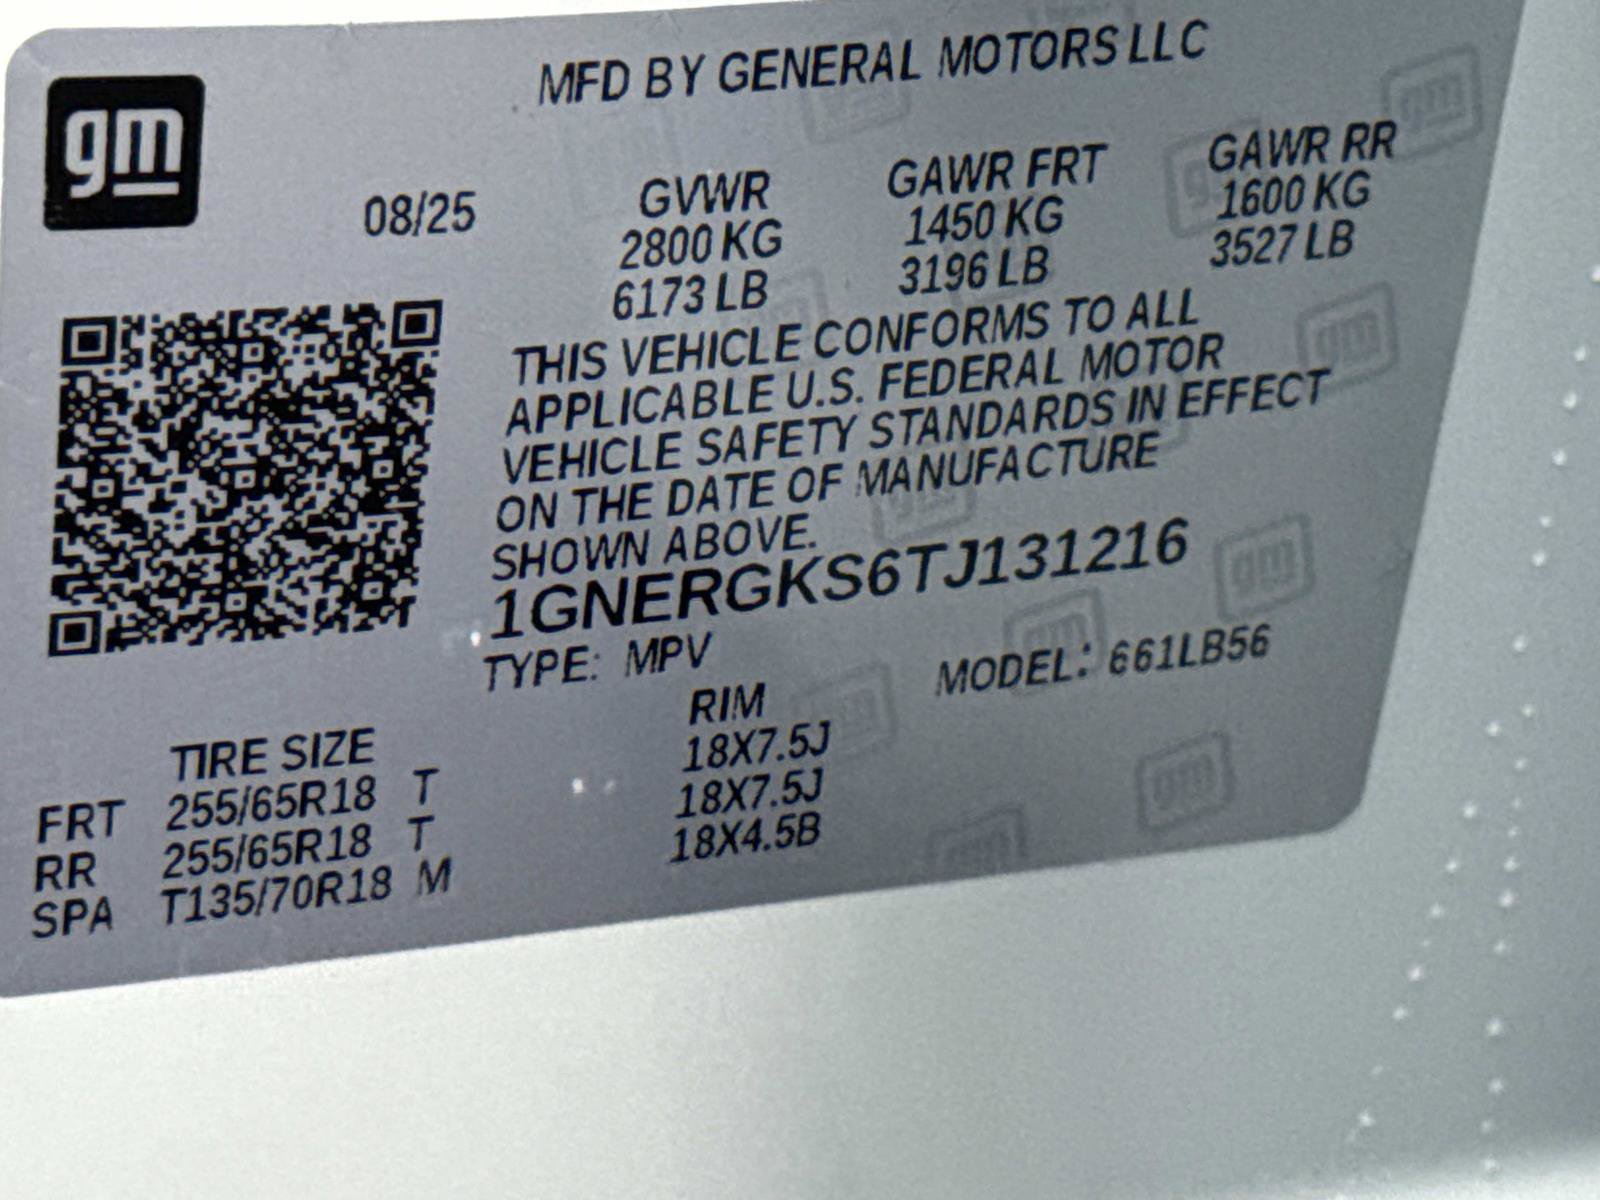 gm
MFD BY GENERAL MOTORS LLC
08/25
GVWR
2800 KG
6173 LB
GAWR FRT
1450 KG
3196 LB
GAWR RR
1600 KG
3527 LB
THIS VEHICLE CONFORMS TO ALL
APPLICABLE U.S. FEDERAL MOTOR
VEHICLE SAFETY STANDARDS IN EFFECT
ON THE DATE OF MANUFACTURE
SHOWN ABOVE.
1GNERGKS6TJ131216
TYPE: MPV
MODEL: 661LB56
TIRE SIZE RIM
FRT 255/65R18 T 18X7.5J
RR 255/65R18 T 18X7.5J
SPA T135/70R18 M 18X4.5B